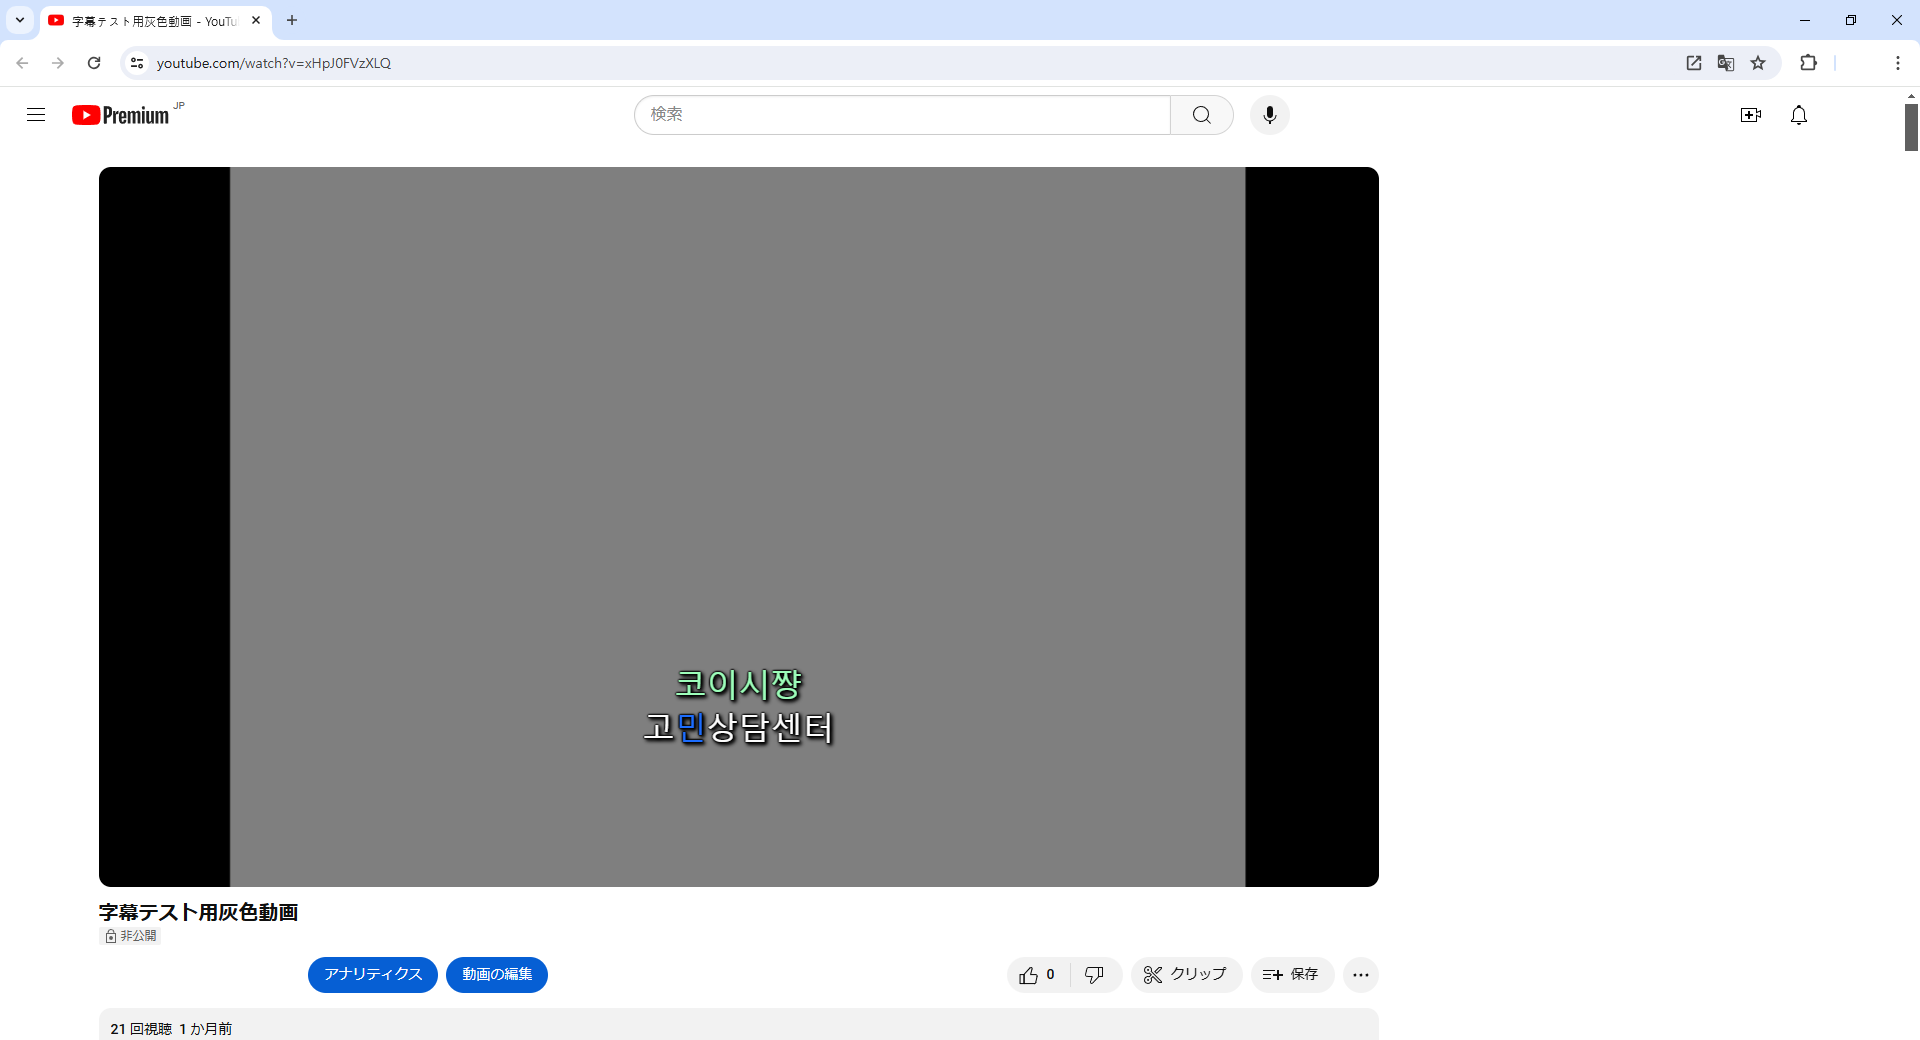 字幕テスト用灰色動画 - YouTu
youtube.com/watch?v=xHpJ0FVzXLQ
Premium JP
検索
코이시쨩
고민상담센터
字幕テスト用灰色動画
非公開
アナリティクス
動画の編集
0
クリップ
保存
21 回視聴 1 か月前